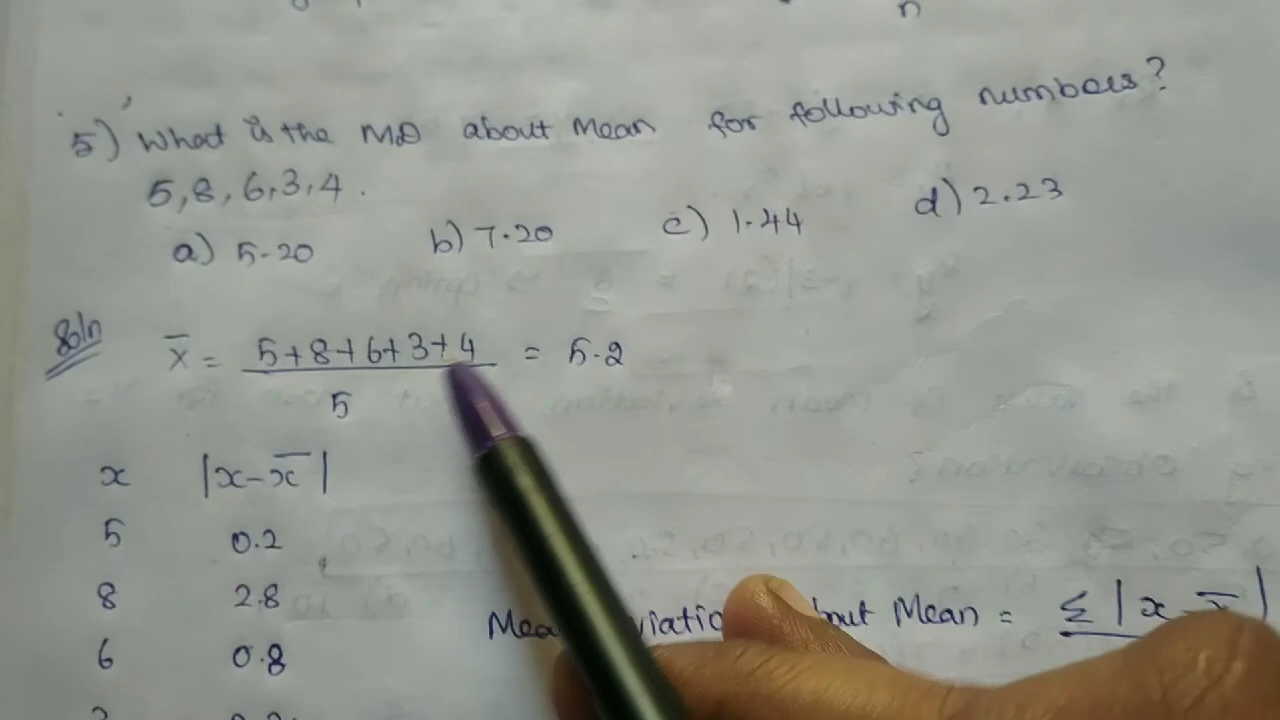 n
5) What is the MD about Mean for following numbers?
5,8,6,3,4.
a) 5.20 b) 7.20 c) 1.44 d) 2.23
Soln x̄ = 5+8+6+3+4 = 5.2
5
x |x-x̄|
5 0.2
8 2.8
Mean about Mean = Σ|x-x̄|
6 0.8